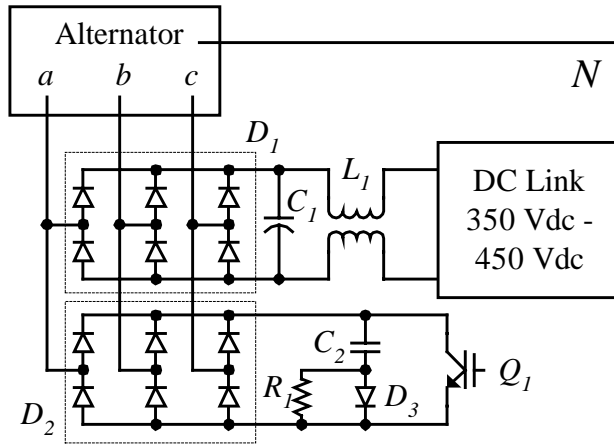 Alternator
a b c
N
D1
C1
L1
DC Link
350 Vdc -
450 Vdc
C2
R1
D3
Q1
D2